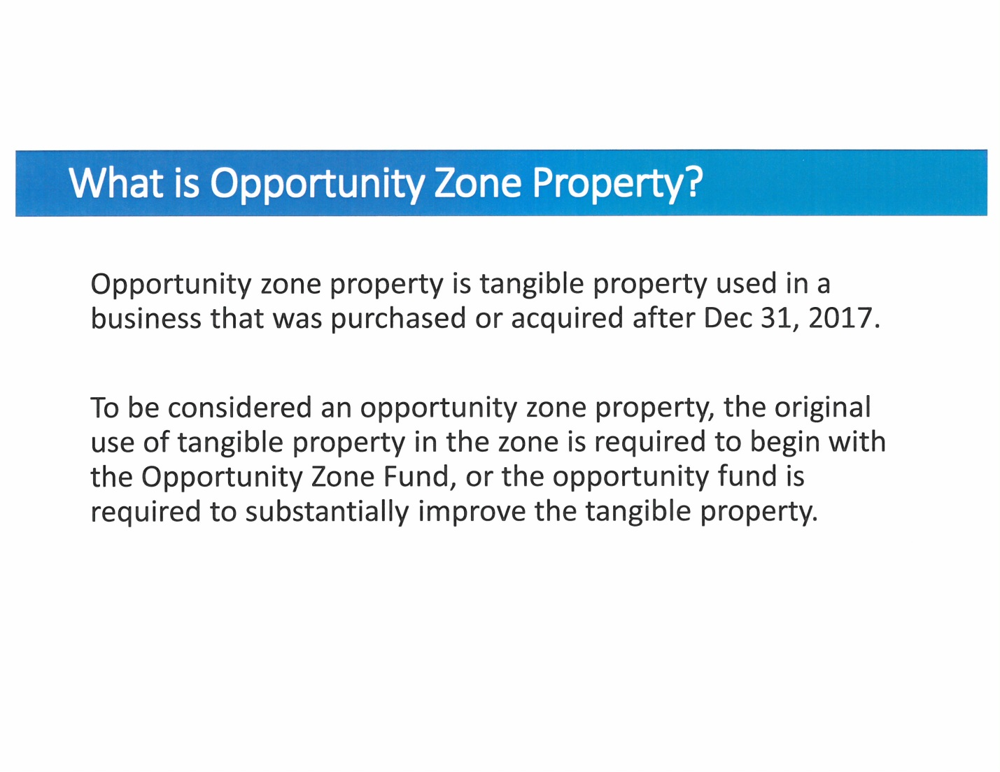 What is Opportunity Zone Property?
Opportunity zone property is tangible property used in a
business that was purchased or acquired after Dec 31, 2017.
To be considered an opportunity zone property, the original
use of tangible property in the zone is required to begin with
the Opportunity Zone Fund, or the opportunity fund is
required to substantially improve the tangible property.